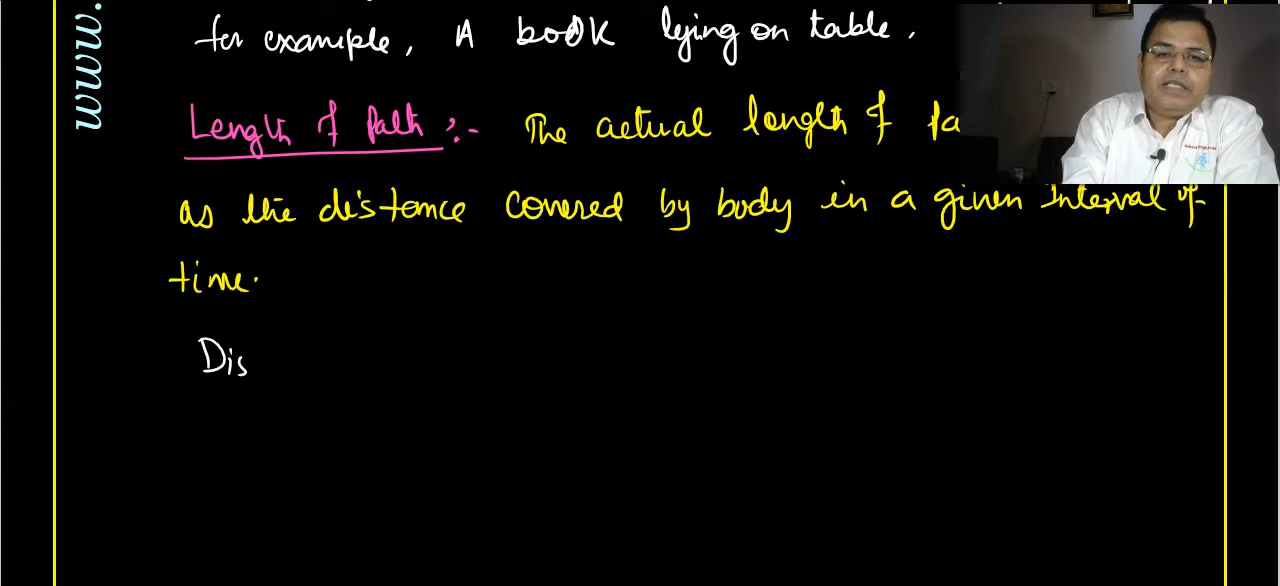 www.
for example, A book lying on table.
Length of Path :- The actual length of pa
as the distance covered by body in a given interval of
time.
Dis